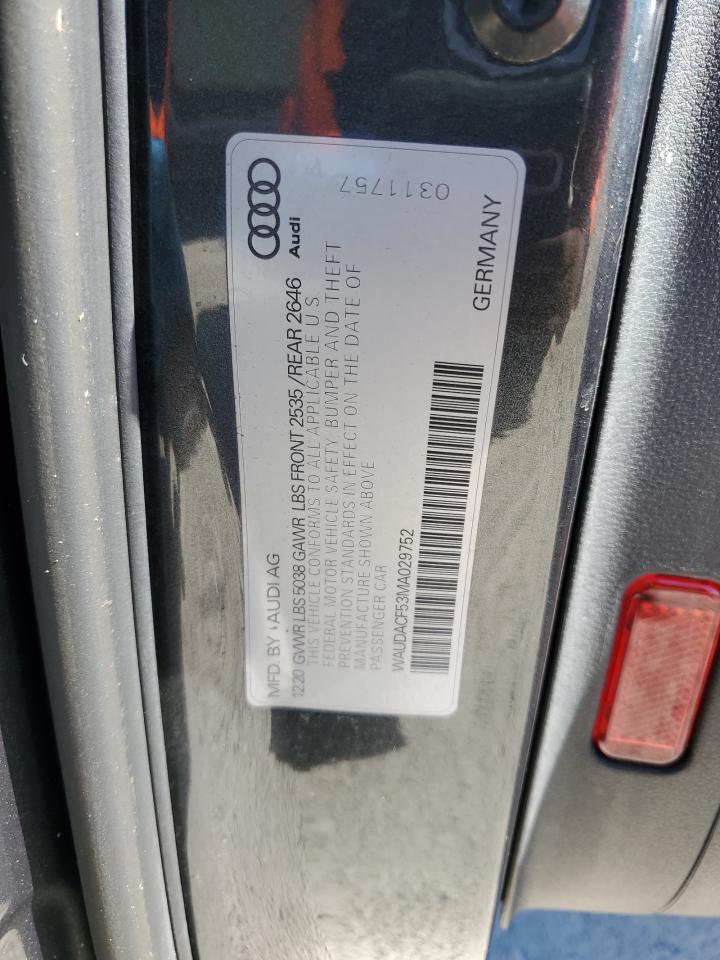 MFD. BY AUDI AG
12.20 GVWR LBS 5038 GAWR LBS FRONT 2535 /REAR 2646
THIS VEHICLE CONFORMS TO ALL APPLICABLE U S
FEDERAL MOTOR VEHICLE SAFETY, BUMPER AND THEFT
PREVENTION STANDARDS IN EFFECT ON THE DATE OF
MANUFACTURE SHOWN ABOVE
PASSENGER CAR
WAUDACF53MA029752
Audi
0311757
GERMANY